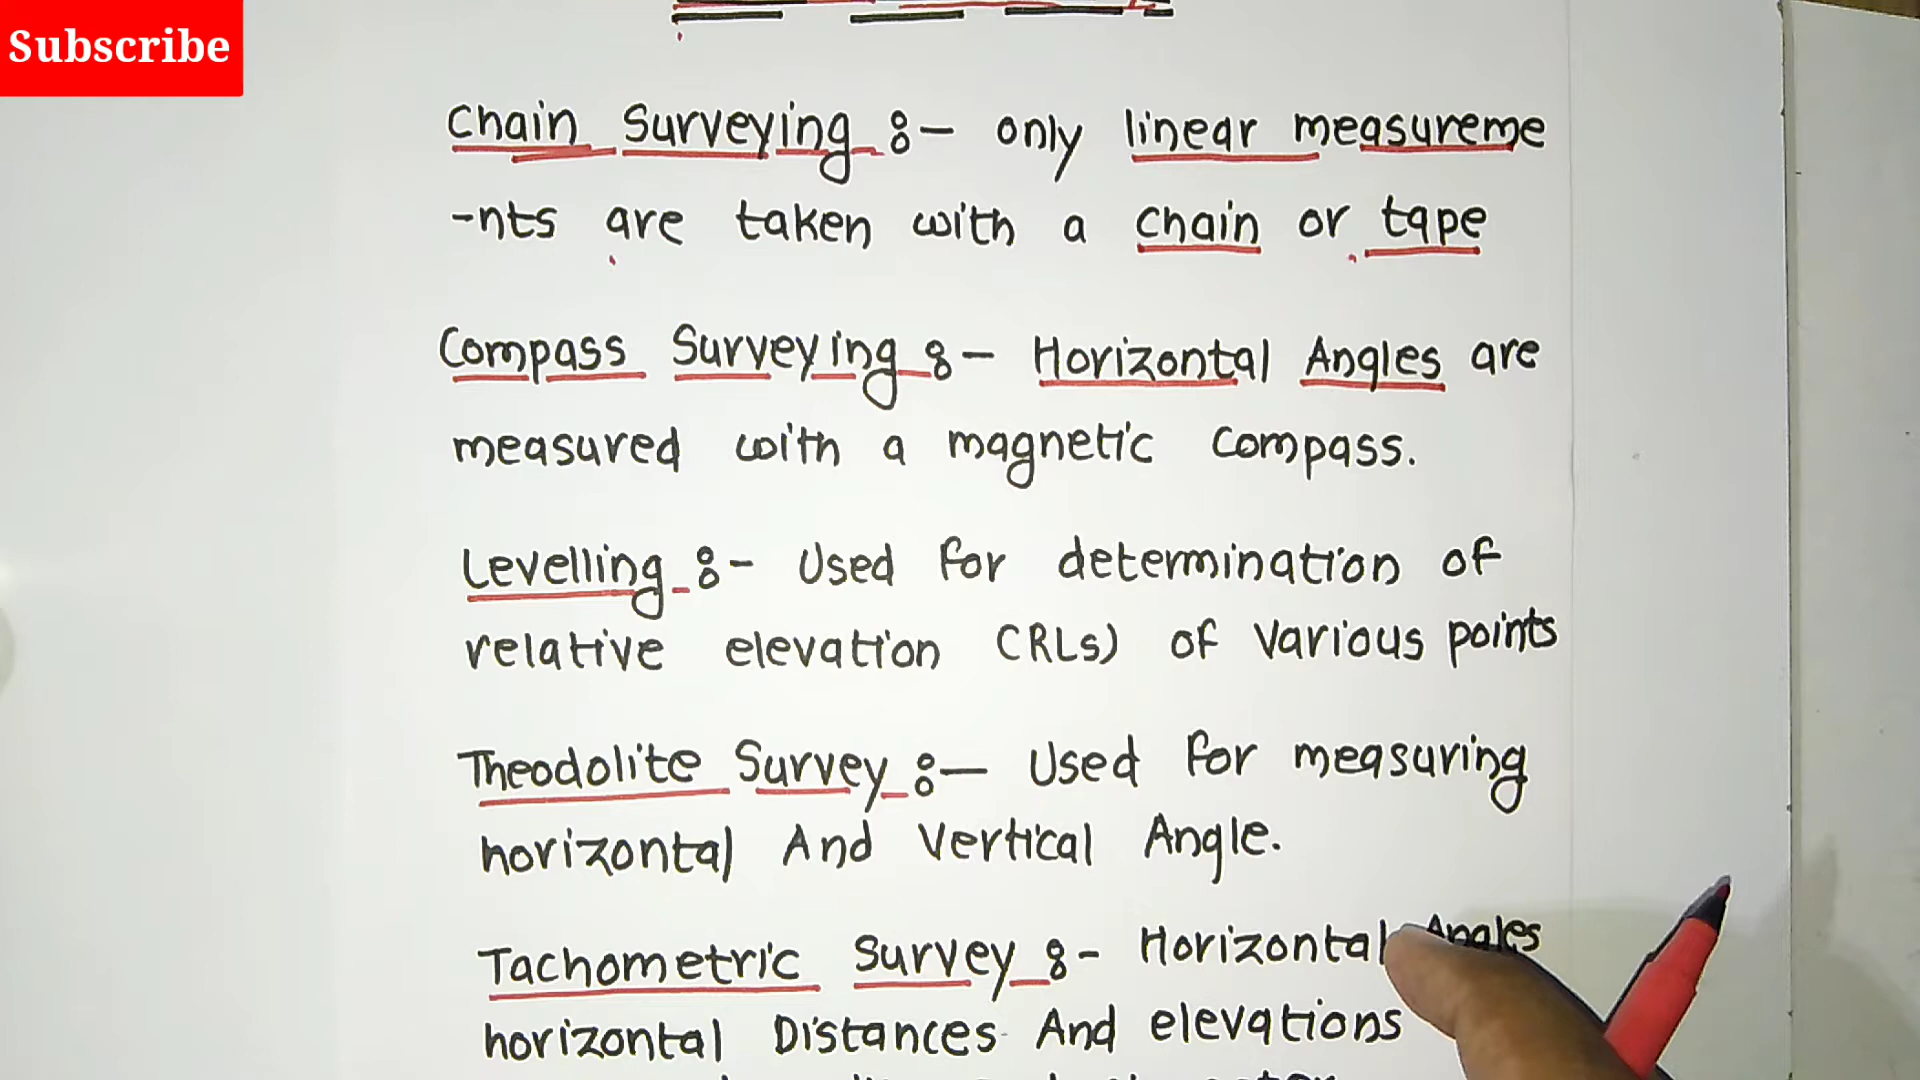 Subscribe
Chain Surveying :- only linear measureme
-nts are taken with a chain or tape
Compass Surveying :- Horizontal Angles are
measured with a magnetic compass.
Levelling :- Used for determination of
relative elevation (RLs) of various points
Theodolite Survey :- Used for measuring
horizontal And Vertical Angle.
Tachometric Survey :- Horizontal Angles
horizontal Distances And elevations